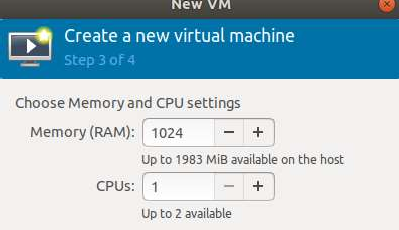 New VM
Create a new virtual machine
Step 3 of 4
Choose Memory and CPU settings
Memory (RAM): 1024 − +
Up to 1983 MiB available on the host
CPUs: 1 − +
Up to 2 available